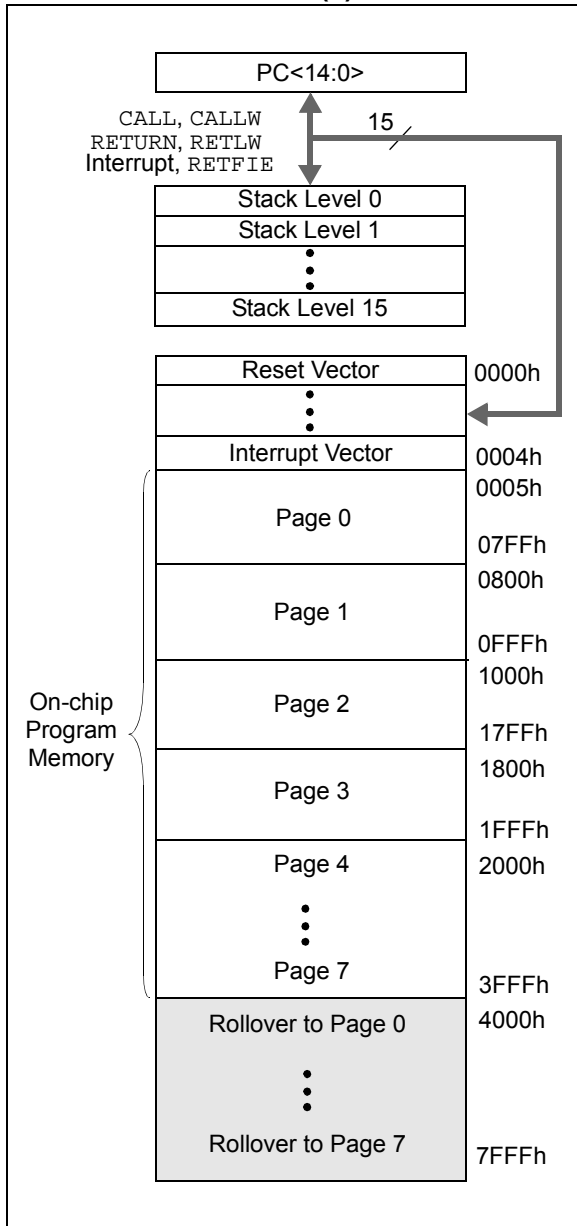 PC<14:0>
CALL, CALLW
RETURN, RETLW
Interrupt, RETFIE
15
Stack Level 0
Stack Level 1
Stack Level 15
Reset Vector
0000h
Interrupt Vector
0004h
0005h
Page 0
07FFh
0800h
Page 1
0FFFh
1000h
On-chip
Program
Memory
Page 2
17FFh
1800h
Page 3
1FFFh
Page 4
2000h
Page 7
3FFFh
Rollover to Page 0
4000h
Rollover to Page 7
7FFFh